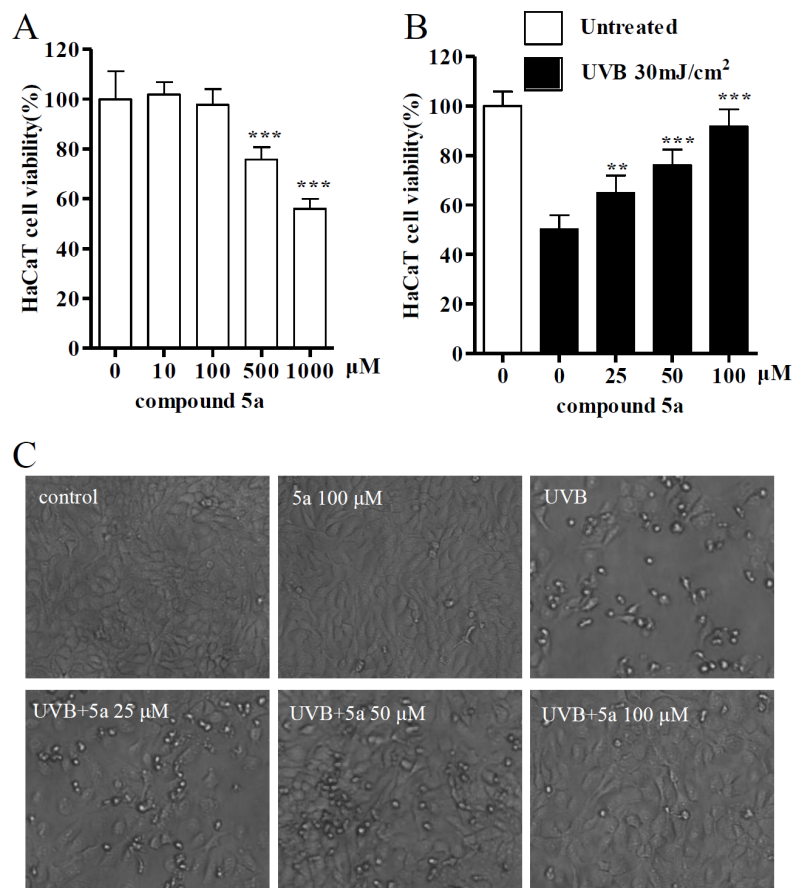 A
HaCaT cell viability(%)
120
100
80
60
40
20
0
***
***
0 10 100 500 1000 μM
compound 5a
B
Untreated
UVB 30mJ/cm²
HaCaT cell viability(%)
120
100
80
60
40
20
0
**
***
***
0 0 25 50 100 μM
compound 5a
C
control
5a 100 μM
UVB
UVB+5a 25 μM
UVB+5a 50 μM
UVB+5a 100 μM